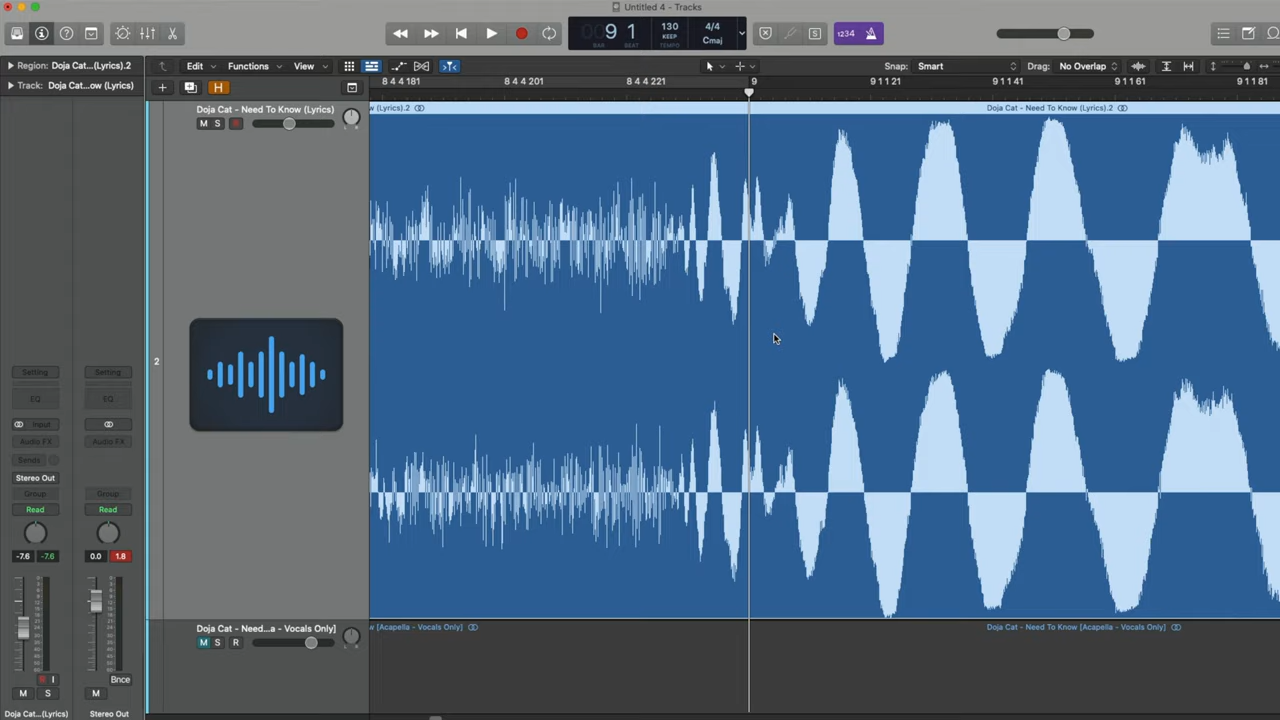 Untitled 4 - Tracks
9 1
BAR BEAT
130
KEEP
TEMPO
4/4
Cmaj
1234
Region: Doja Cat...(Lyrics).2
Track: Doja Cat...ow (Lyrics)
Edit Functions View
Snap: Smart
Drag: No Overlap
H
8 4 4 181 8 4 4 201 8 4 4 221 9 9 1 1 21 9 1 1 41 9 1 1 61 9 1 1 81
Doja Cat - Need To Know (Lyrics)
M S
w (Lyrics).2
Doja Cat - Need To Know (Lyrics).2
2
Setting Setting
EQ EQ
Input
Audio FX Audio FX
Sends
Stereo Out
Group Group
Read Read
-7.6 -7.6 0.0 1.8
I
Bnce
M S M
Doja Cat...(Lyrics) Stereo Out
Doja Cat - Need...a - Vocals Only]
M S R
w [Acapella - Vocals Only]
Doja Cat - Need To Know [Acapella - Vocals Only]